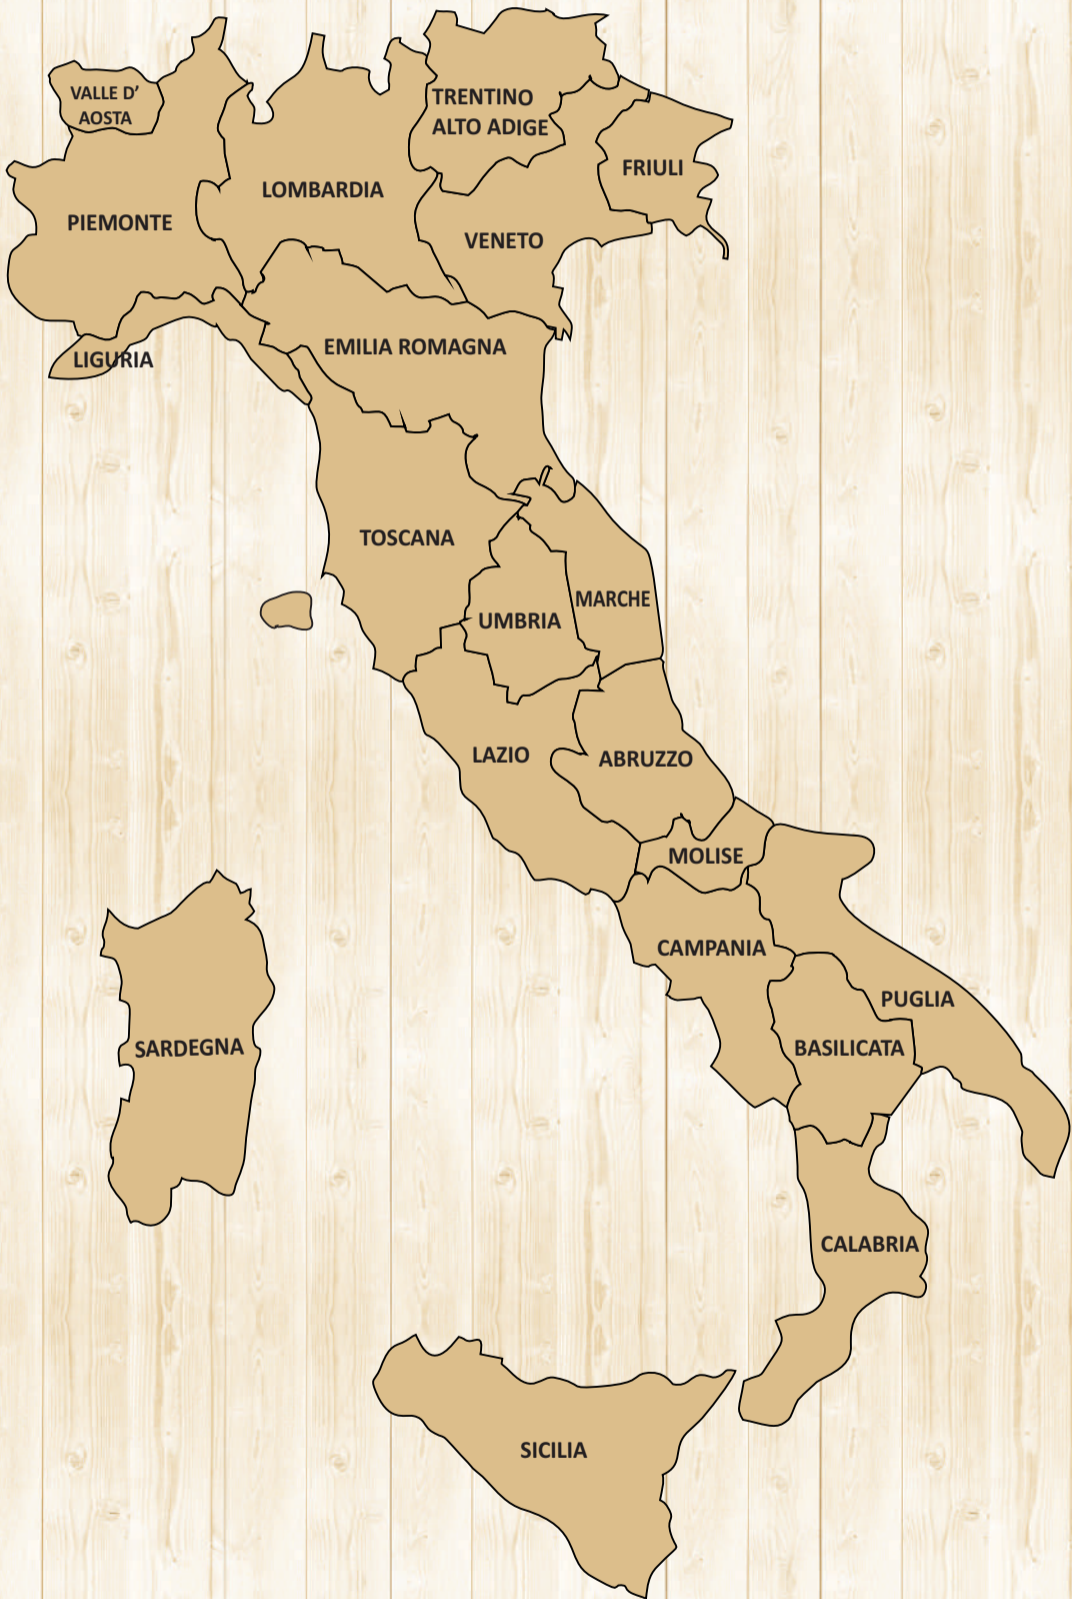 VALLE D'
AOSTA
TRENTINO
ALTO ADIGE
FRIULI
LOMBARDIA
PIEMONTE
VENETO
EMILIA ROMAGNA
LIGURIA
TOSCANA
MARCHE
UMBRIA
LAZIO
ABRUZZO
MOLISE
CAMPANIA
PUGLIA
SARDEGNA
BASILICATA
CALABRIA
SICILIA